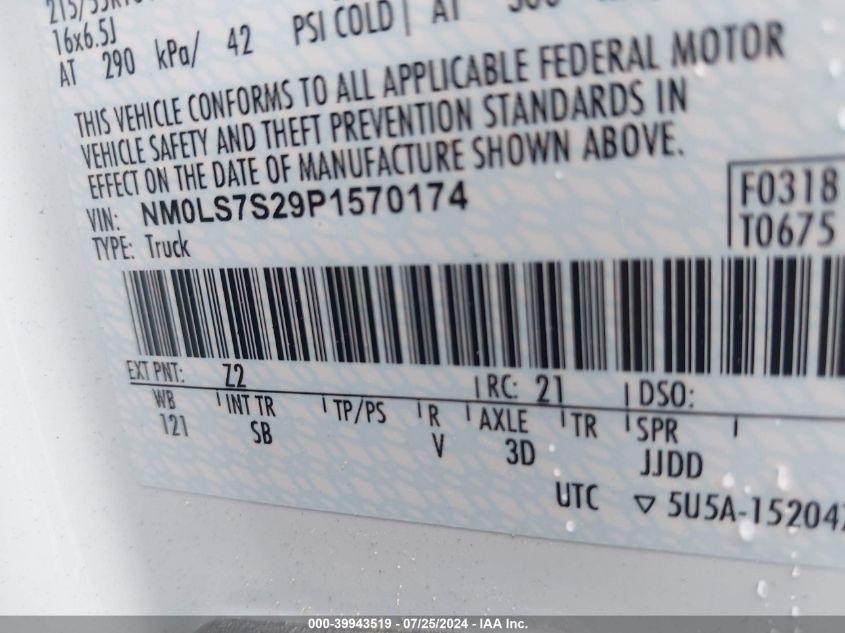 16x6.5J
AT 290 kPa/ 42 PSI COLD | AT
THIS VEHICLE CONFORMS TO ALL APPLICABLE FEDERAL MOTOR
VEHICLE SAFETY AND THEFT PREVENTION STANDARDS IN
EFFECT ON THE DATE OF MANUFACTURE SHOWN ABOVE.
VIN: NM0LS7S29P1570174
TYPE: Truck
F0318
T0675
EXT PNT: Z2 RC: 21 DSO:
WB INT TR TP/PS R AXLE TR SPR
121 SB V 3D JJDD
UTC ▽ 5U5A-15204
000-39943519 - 07/25/2024 - IAA Inc.